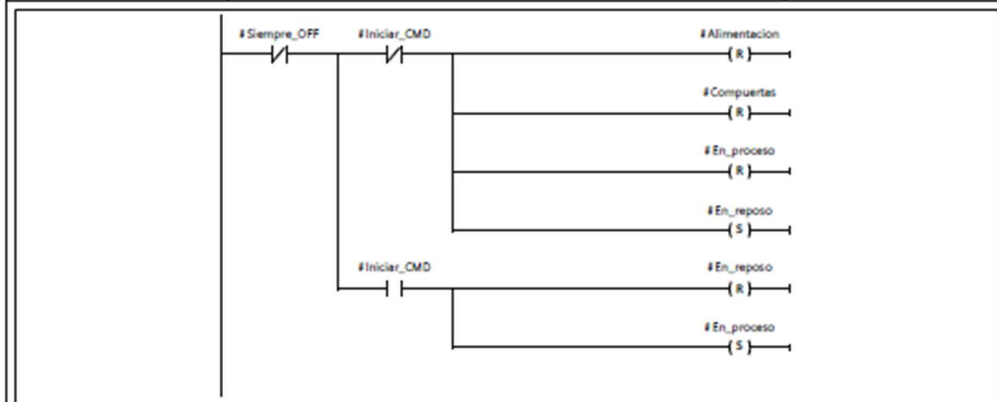 #Siempre_OFF #Iniciar_CMD #Alimentacion
R
#Compuertas
R
#En_proceso
R
#En_reposo
S
#Iniciar_CMD #En_reposo
R
#En_proceso
S